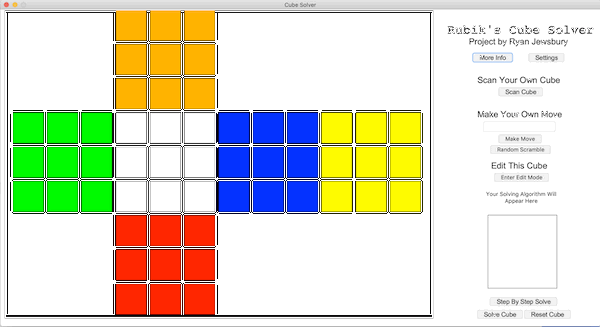 Cube Solver
Rubik's Cube Solver
Project by Ryan Jewsbury
More Info
Settings
Scan Your Own Cube
Scan Cube
Make Your Own Move
Make Move
Random Scramble
Edit This Cube
Enter Edit Mode
Your Solving Algorithm Will
Appear Here
Step By Step Solve
Solve Cube
Reset Cube